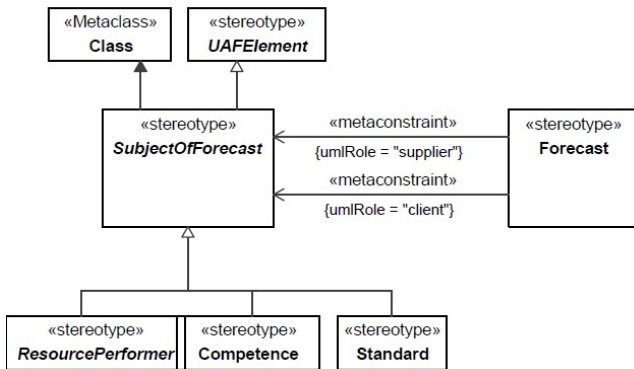 «Metaclass»
Class
«stereotype»
UAFElement
«stereotype»
SubjectOfForecast
«metaconstraint»
{umlRole = "supplier"}
«metaconstraint»
{umlRole = "client"}
«stereotype»
Forecast
«stereotype»
ResourcePerformer
«stereotype»
Competence
«stereotype»
Standard